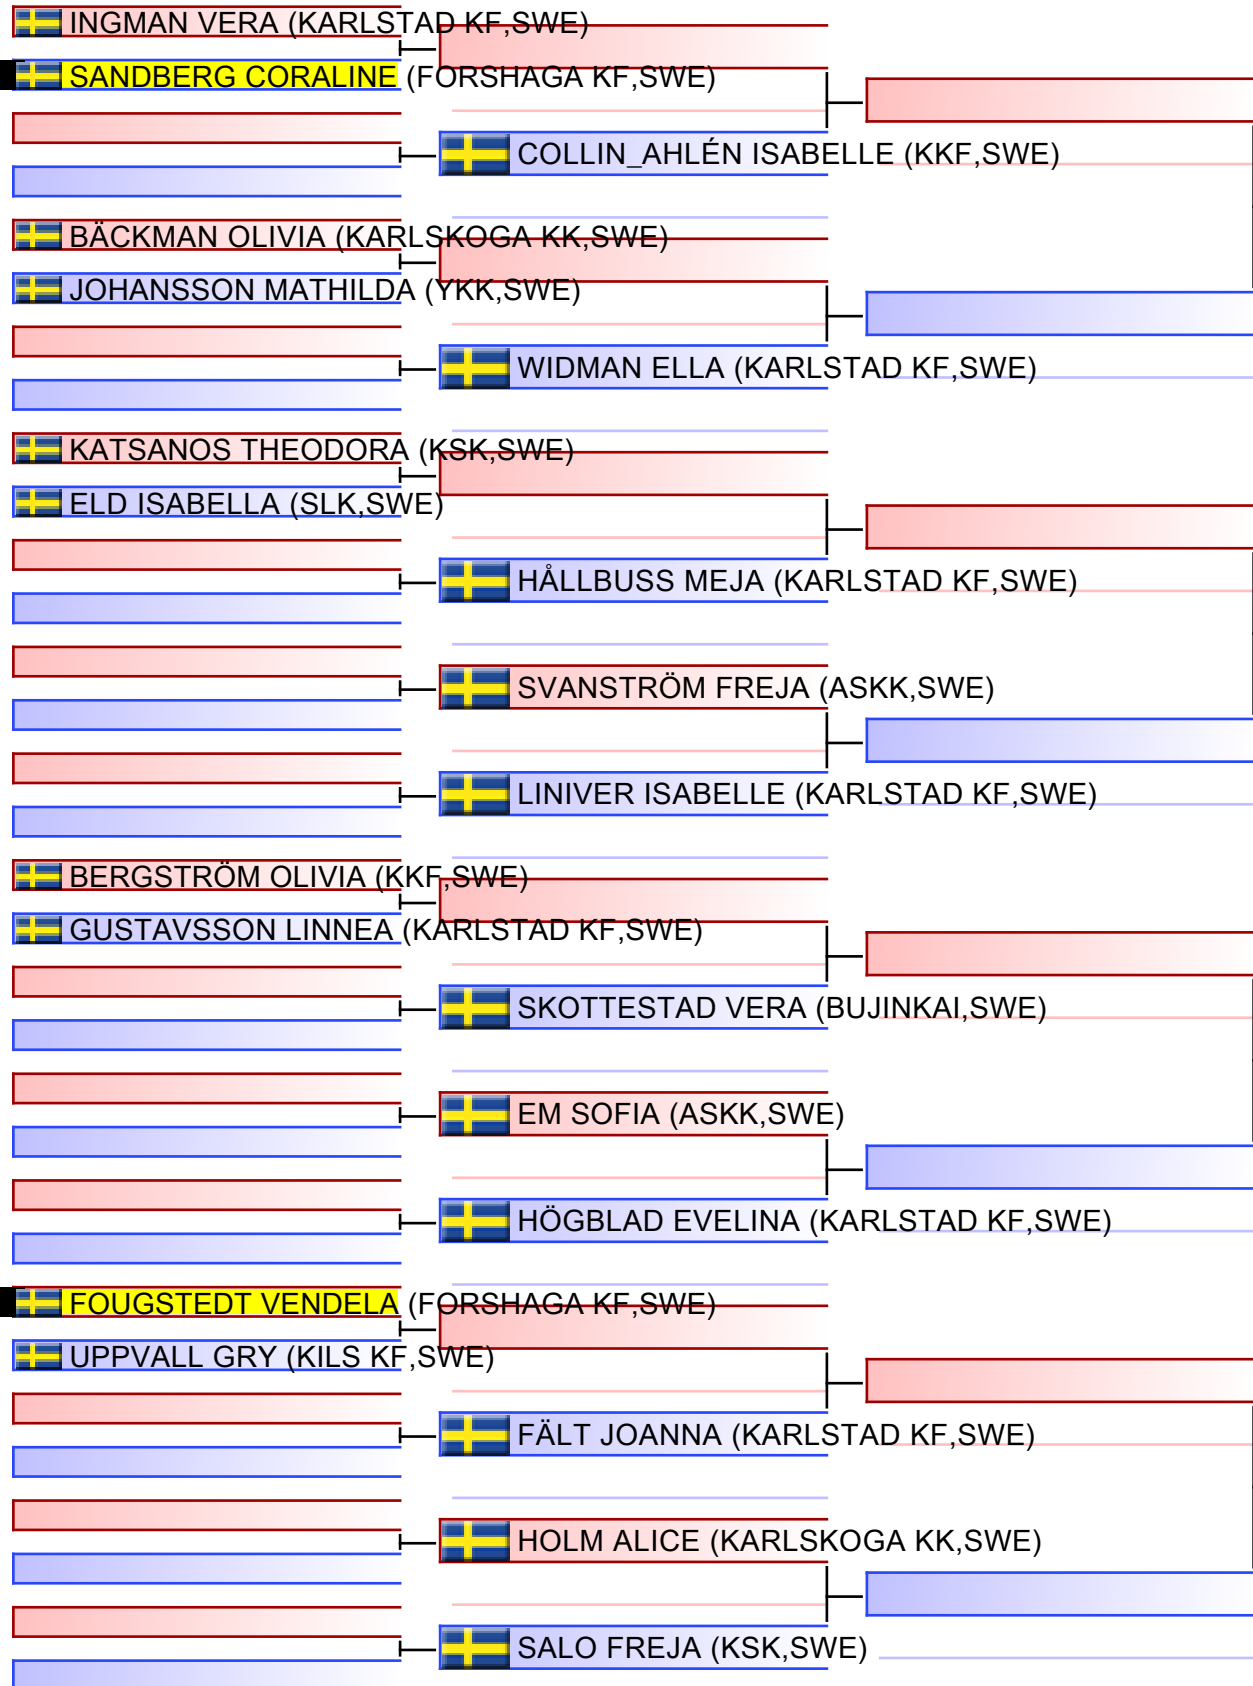 INGMAN VERA (KARLSTAD KF,SWE)
SANDBERG CORALINE (FORSHAGA KF,SWE)
COLLIN_AHLÉN ISABELLE (KKF,SWE)
BÄCKMAN OLIVIA (KARLSKOGA KK,SWE)
JOHANSSON MATHILDA (YKK,SWE)
WIDMAN ELLA (KARLSTAD KF,SWE)
KATSANOS THEODORA (KSK,SWE)
ELD ISABELLA (SLK,SWE)
HÅLLBUSS MEJA (KARLSTAD KF,SWE)
SVANSTRÖM FREJA (ASKK,SWE)
LINIVER ISABELLE (KARLSTAD KF,SWE)
BERGSTRÖM OLIVIA (KKF,SWE)
GUSTAVSSON LINNEA (KARLSTAD KF,SWE)
SKOTTESTAD VERA (BUJINKAI,SWE)
EM SOFIA (ASKK,SWE)
HÖGBLAD EVELINA (KARLSTAD KF,SWE)
FOUGSTEDT VENDELA (FORSHAGA KF,SWE)
UPPVALL GRY (KILS KF,SWE)
FÄLT JOANNA (KARLSTAD KF,SWE)
HOLM ALICE (KARLSKOGA KK,SWE)
SALO FREJA (KSK,SWE)